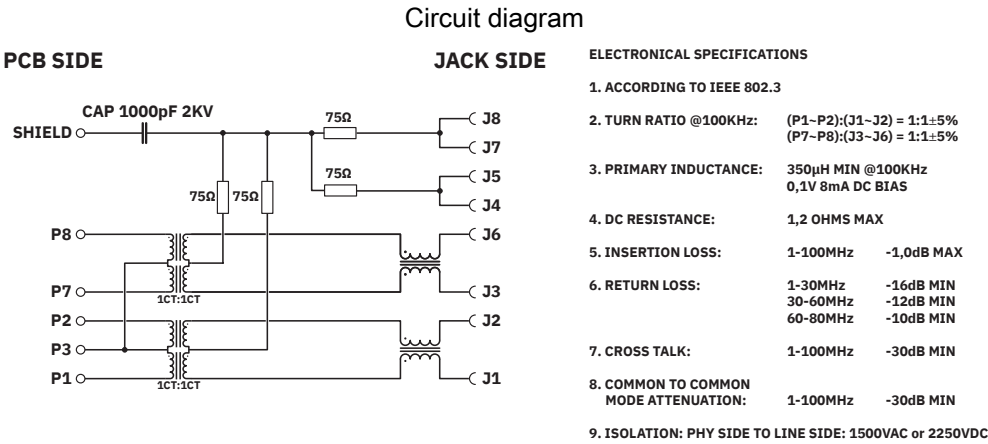 Circuit diagram
PCB SIDE
JACK SIDE
CAP 1000pF 2KV
SHIELD
75Ω
J8
J7
75Ω
J5
J4
75Ω 75Ω
P8
J6
P7
J3
1CT:1CT
P2
J2
P3
P1
J1
1CT:1CT
ELECTRONICAL SPECIFICATIONS
1. ACCORDING TO IEEE 802.3
2. TURN RATIO @100KHz: (P1~P2):(J1~J2) = 1:1±5%
(P7~P8):(J3~J6) = 1:1±5%
3. PRIMARY INDUCTANCE: 350µH MIN @100KHz
0,1V 8mA DC BIAS
4. DC RESISTANCE: 1,2 OHMS MAX
5. INSERTION LOSS: 1-100MHz -1,0dB MAX
6. RETURN LOSS: 1-30MHz -16dB MIN
30-60MHz -12dB MIN
60-80MHz -10dB MIN
7. CROSS TALK: 1-100MHz -30dB MIN
8. COMMON TO COMMON
MODE ATTENUATION: 1-100MHz -30dB MIN
9. ISOLATION: PHY SIDE TO LINE SIDE: 1500VAC or 2250VDC